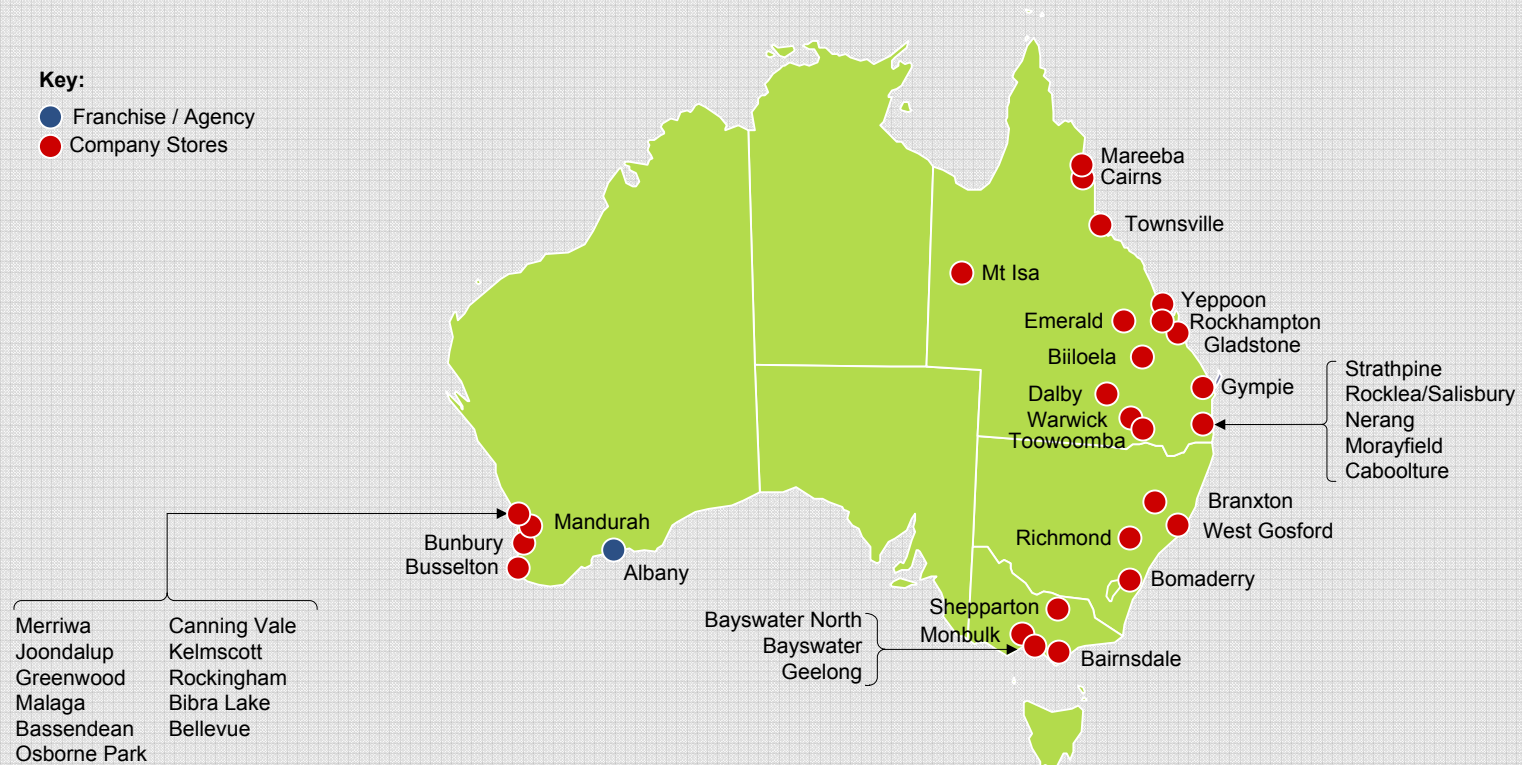 Key:
Franchise / Agency
Company Stores
Mareeba
Cairns
Townsville
Mt Isa
Yeppoon
Emerald
Rockhampton
Gladstone
Biiloela
Strathpine
Rocklea/Salisbury
Nerang
Morayfield
Caboolture
Gympie
Dalby
Warwick
Toowoomba
Branxton
West Gosford
Richmond
Bomaderry
Mandurah
Bunbury
Busselton
Albany
Shepparton
Monbulk
Bayswater North
Bayswater
Geelong
Bairnsdale
Merriwa
Joondalup
Greenwood
Malaga
Bassendean
Osborne Park
Canning Vale
Kelmscott
Rockingham
Bibra Lake
Bellevue